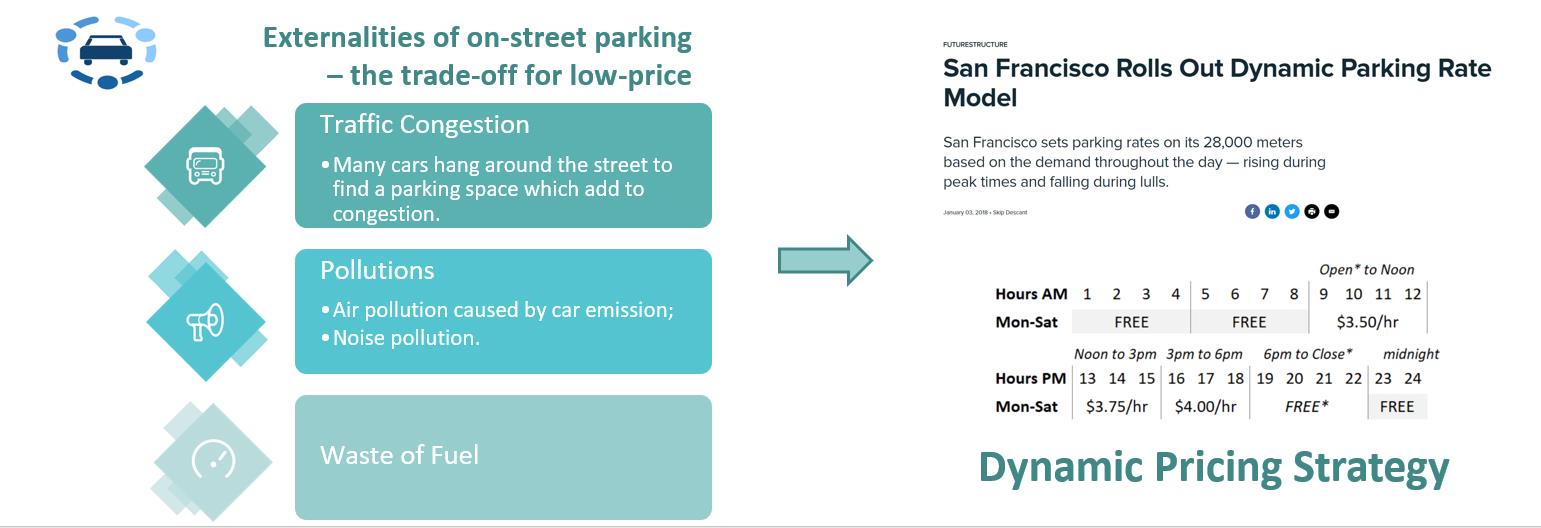 Externalities of on-street parking
– the trade-off for low-price
Traffic Congestion
•Many cars hang around the street to
find a parking space which add to
congestion.
Pollutions
•Air pollution caused by car emission;
•Noise pollution.
Waste of Fuel
FUTURESTRUCTURE
San Francisco Rolls Out Dynamic Parking Rate
Model
San Francisco sets parking rates on its 28,000 meters
based on the demand throughout the day — rising during
peak times and falling during lulls.
January 03, 2018 • Skip Descant
Open* to Noon
Hours AM 1 2 3 4 5 6 7 8 9 10 11 12
Mon-Sat FREE FREE $3.50/hr
Noon to 3pm 3pm to 6pm 6pm to Close* midnight
Hours PM 13 14 15 16 17 18 19 20 21 22 23 24
Mon-Sat $3.75/hr $4.00/hr FREE* FREE
Dynamic Pricing Strategy